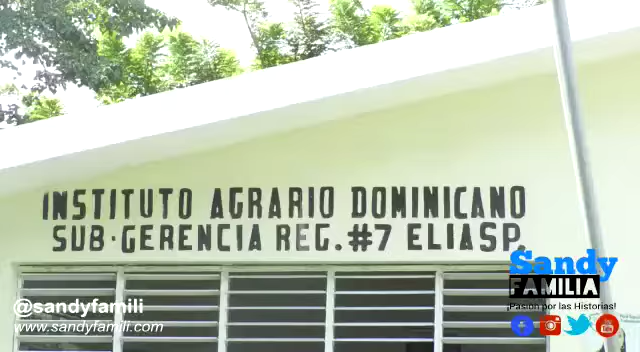 INSTITUTO AGRARIO DOMINICANO
SUB-GERENCIA REG.#7 ELIASP.
Sandy
FAMILIA
¡Pasión por las Historias!
@sandyfamili
www.sandyfamili.com